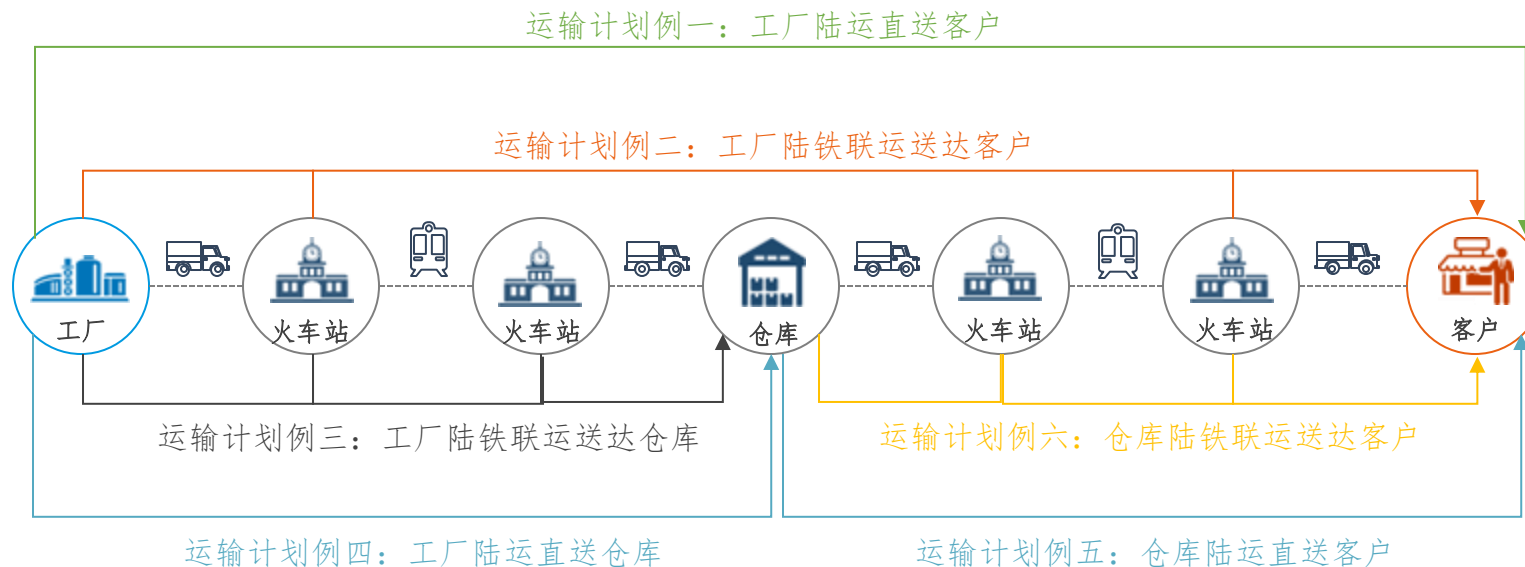 运输计划例一：工厂陆运直送客户
运输计划例二：工厂陆铁联运送达客户
工厂
火车站
火车站
仓库
火车站
火车站
客户
运输计划例三：工厂陆铁联运送达仓库
运输计划例六：仓库陆铁联运送达客户
运输计划例四：工厂陆运直送仓库
运输计划例五：仓库陆运直送客户